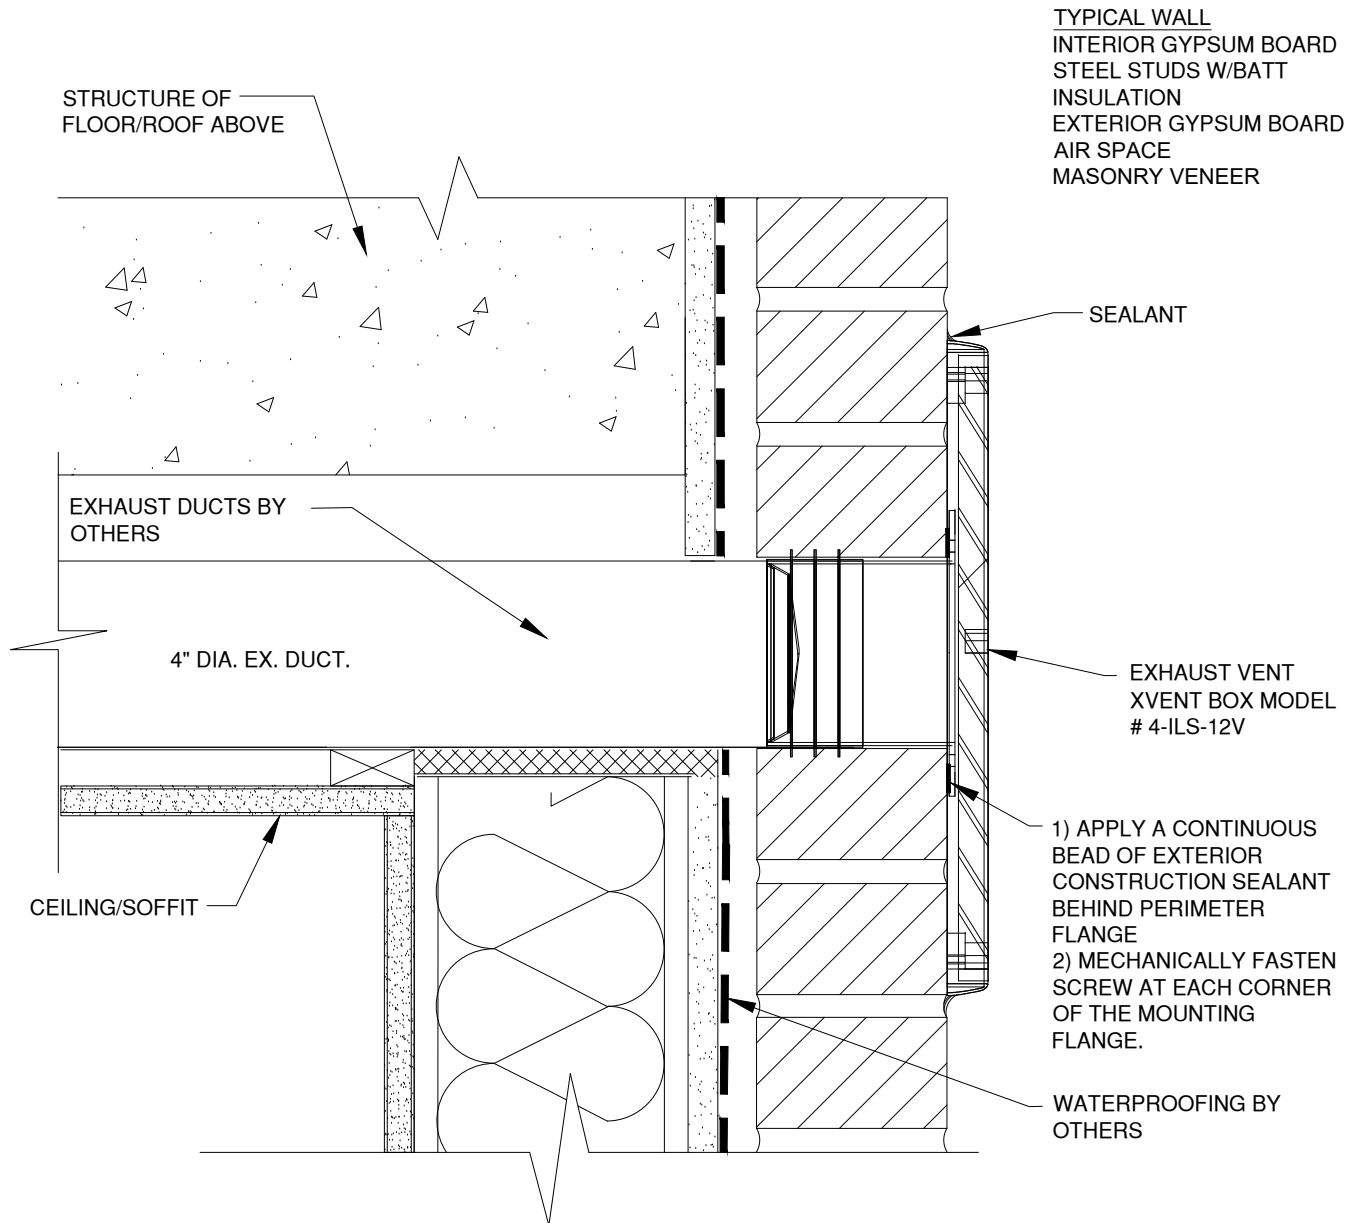 TYPICAL WALL
INTERIOR GYPSUM BOARD
STEEL STUDS W/BATT
INSULATION
EXTERIOR GYPSUM BOARD
AIR SPACE
MASONRY VENEER
STRUCTURE OF
FLOOR/ROOF ABOVE
SEALANT
EXHAUST DUCTS BY
OTHERS
4" DIA. EX. DUCT.
EXHAUST VENT
XVENT BOX MODEL
# 4-ILS-12V
1) APPLY A CONTINUOUS
BEAD OF EXTERIOR
CONSTRUCTION SEALANT
BEHIND PERIMETER
FLANGE
2) MECHANICALLY FASTEN
SCREW AT EACH CORNER
OF THE MOUNTING
FLANGE.
CEILING/SOFFIT
WATERPROOFING BY
OTHERS